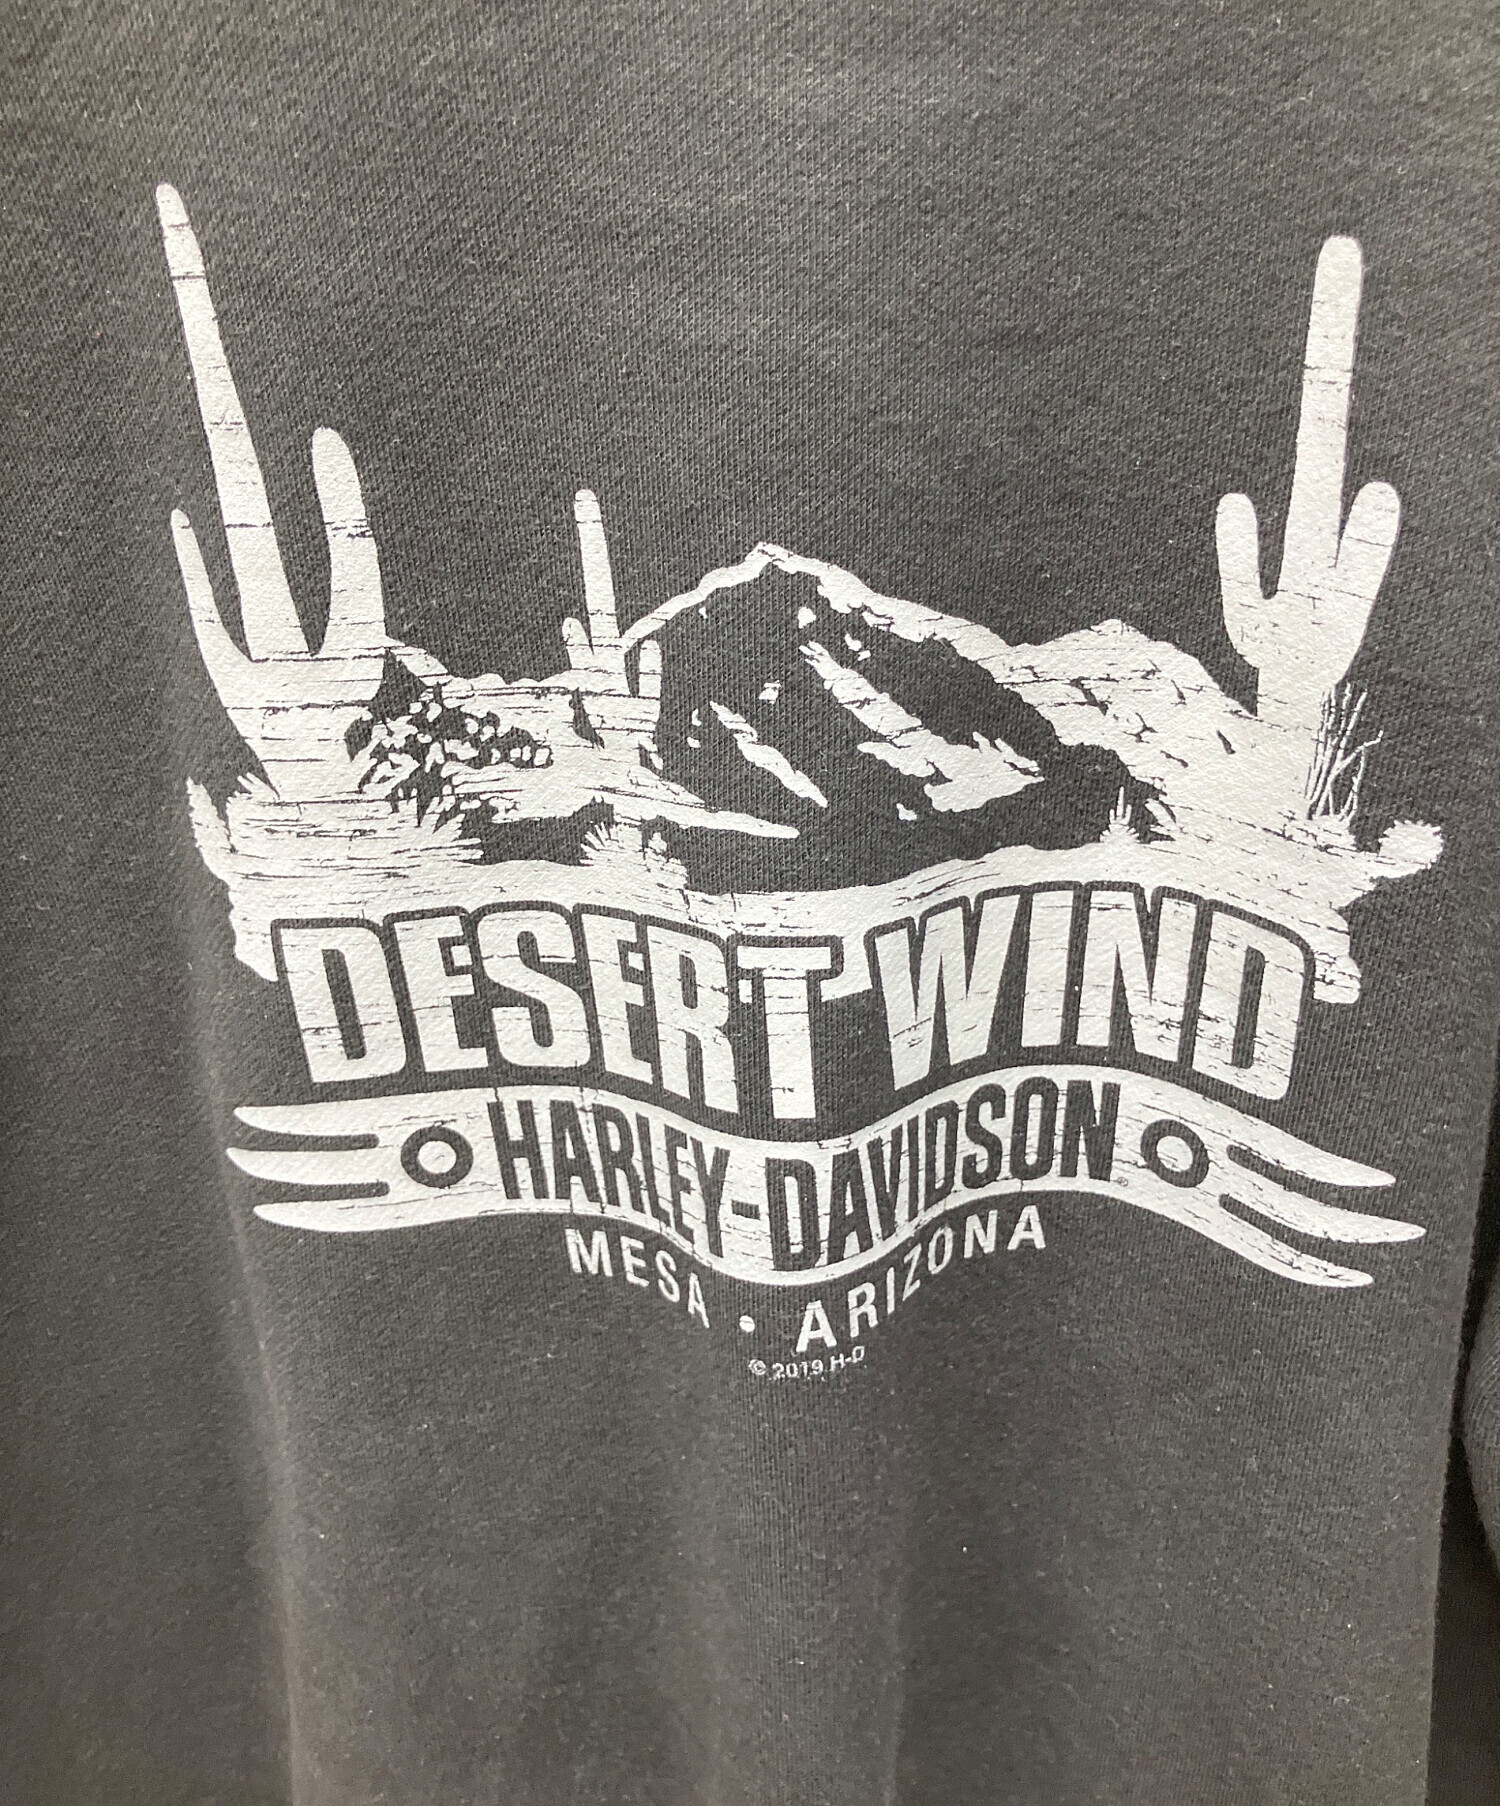 DESERT WIND
HARLEY-DAVIDSON®
MESA • ARIZONA
© 2019 H-D